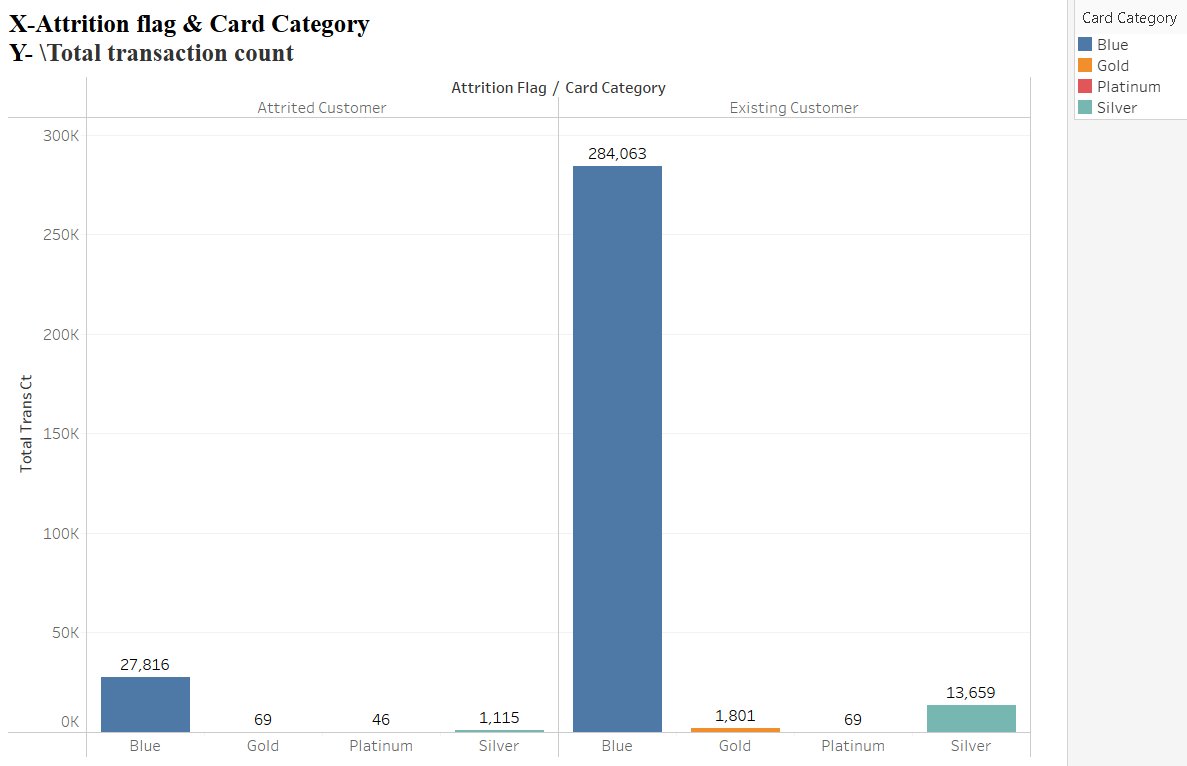 X-Attrition flag & Card Category
Y- \Total transaction count
Card Category
Blue
Gold
Platinum
Silver
Attrition Flag / Card Category
Attrited Customer
Existing Customer
300K
250K
200K
150K
100K
50K
0K
Total Trans Ct
27,816
69
46
1,115
284,063
1,801
69
13,659
Blue
Gold
Platinum
Silver
Blue
Gold
Platinum
Silver